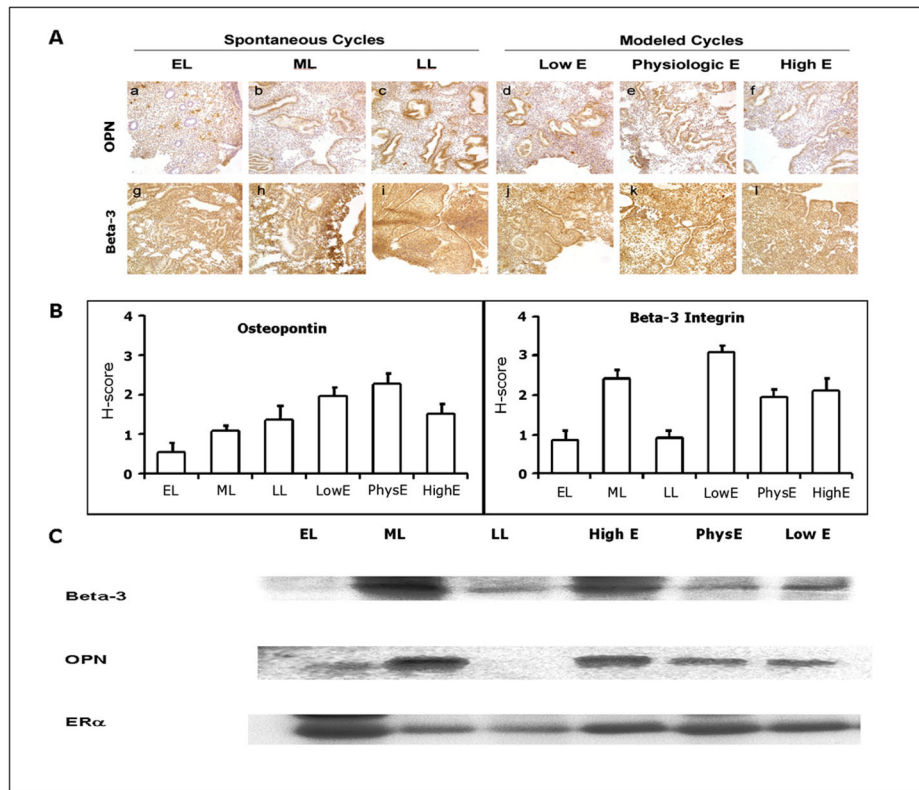 A
Spontaneous Cycles Modeled Cycles
EL ML LL Low E Physiologic E High E
OPN
a b c d e f
Beta-3
g h i j k l
B
Osteopontin
H-score
4
3
2
1
0
EL ML LL LowE PhysE HighE
Beta-3 Integrin
H-score
4
3
2
1
0
EL ML LL LowE PhysE HighE
C
EL ML LL High E PhysE Low E
Beta-3
OPN
ERα